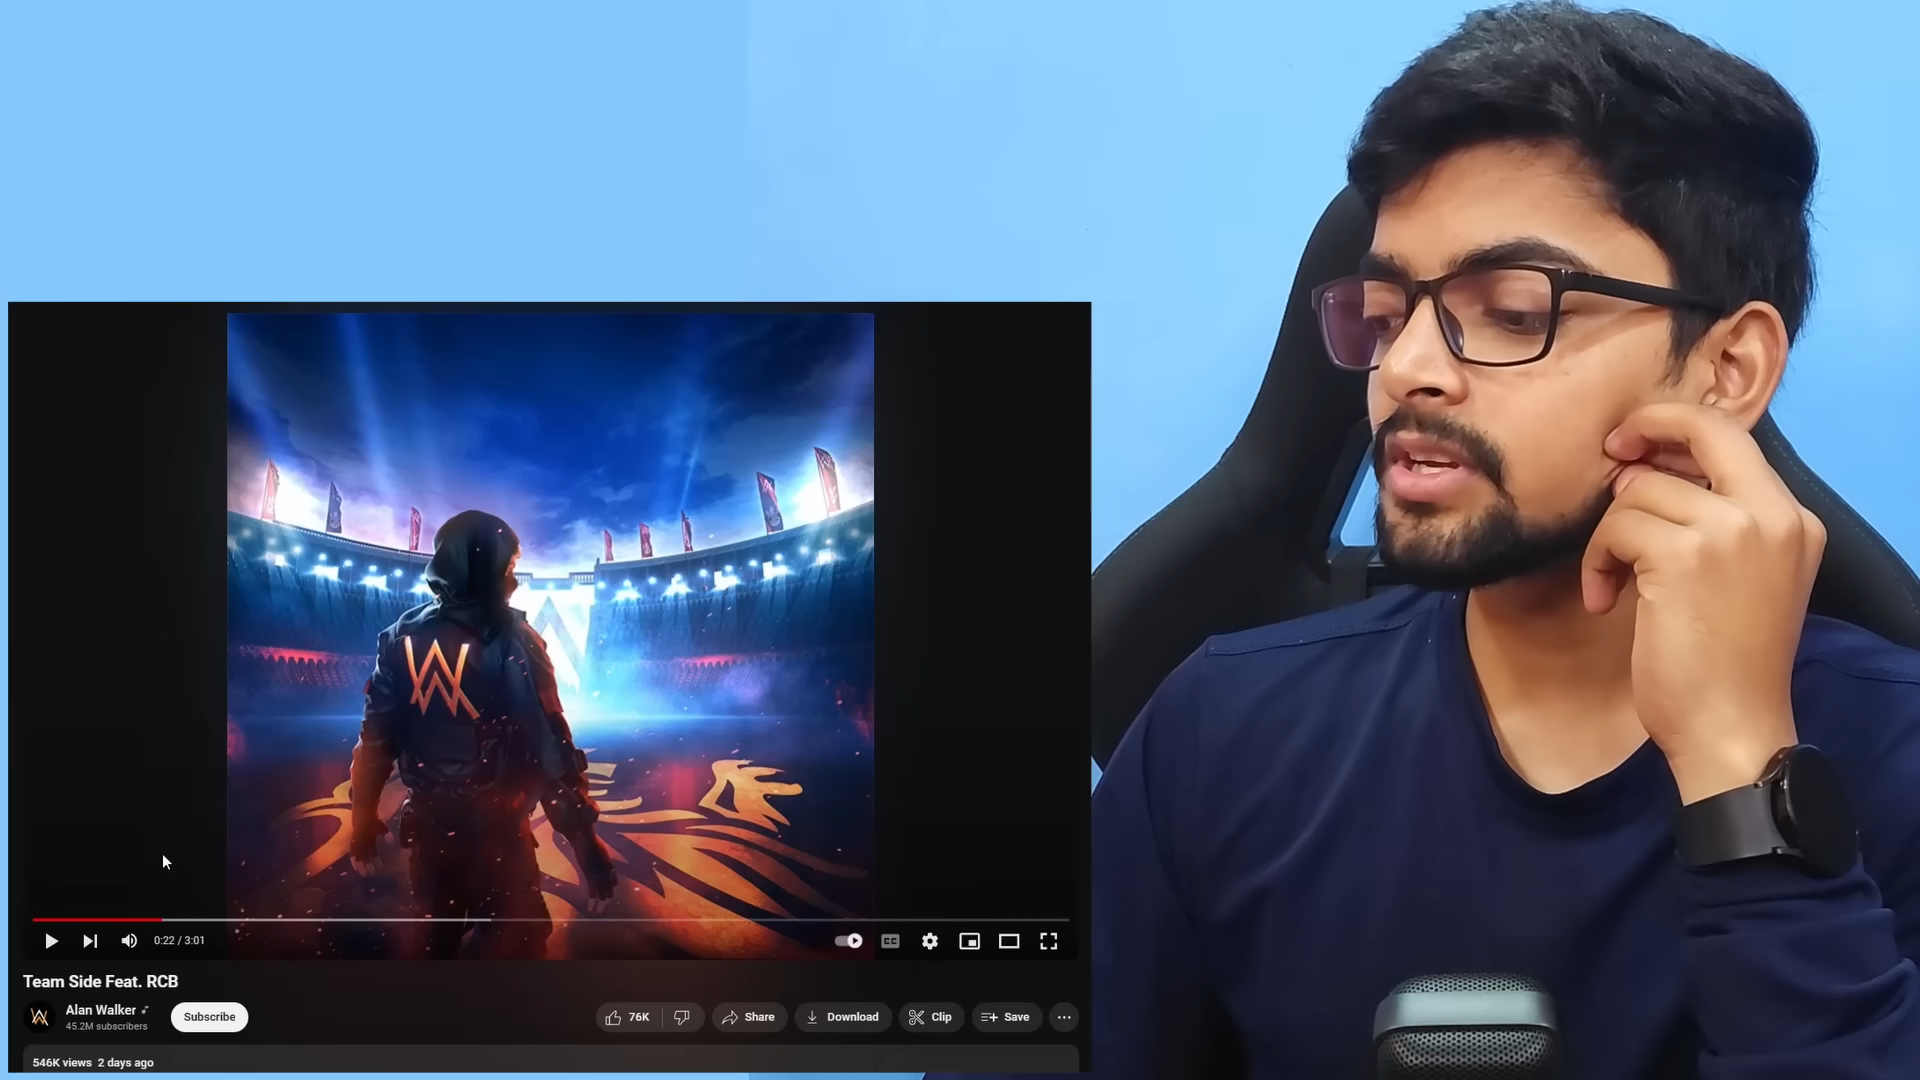 0:22 / 3:01
CC
Team Side Feat. RCB
Alan Walker
45.2M subscribers
Subscribe
76K
Share
Download
Clip
Save
546K views 2 days ago